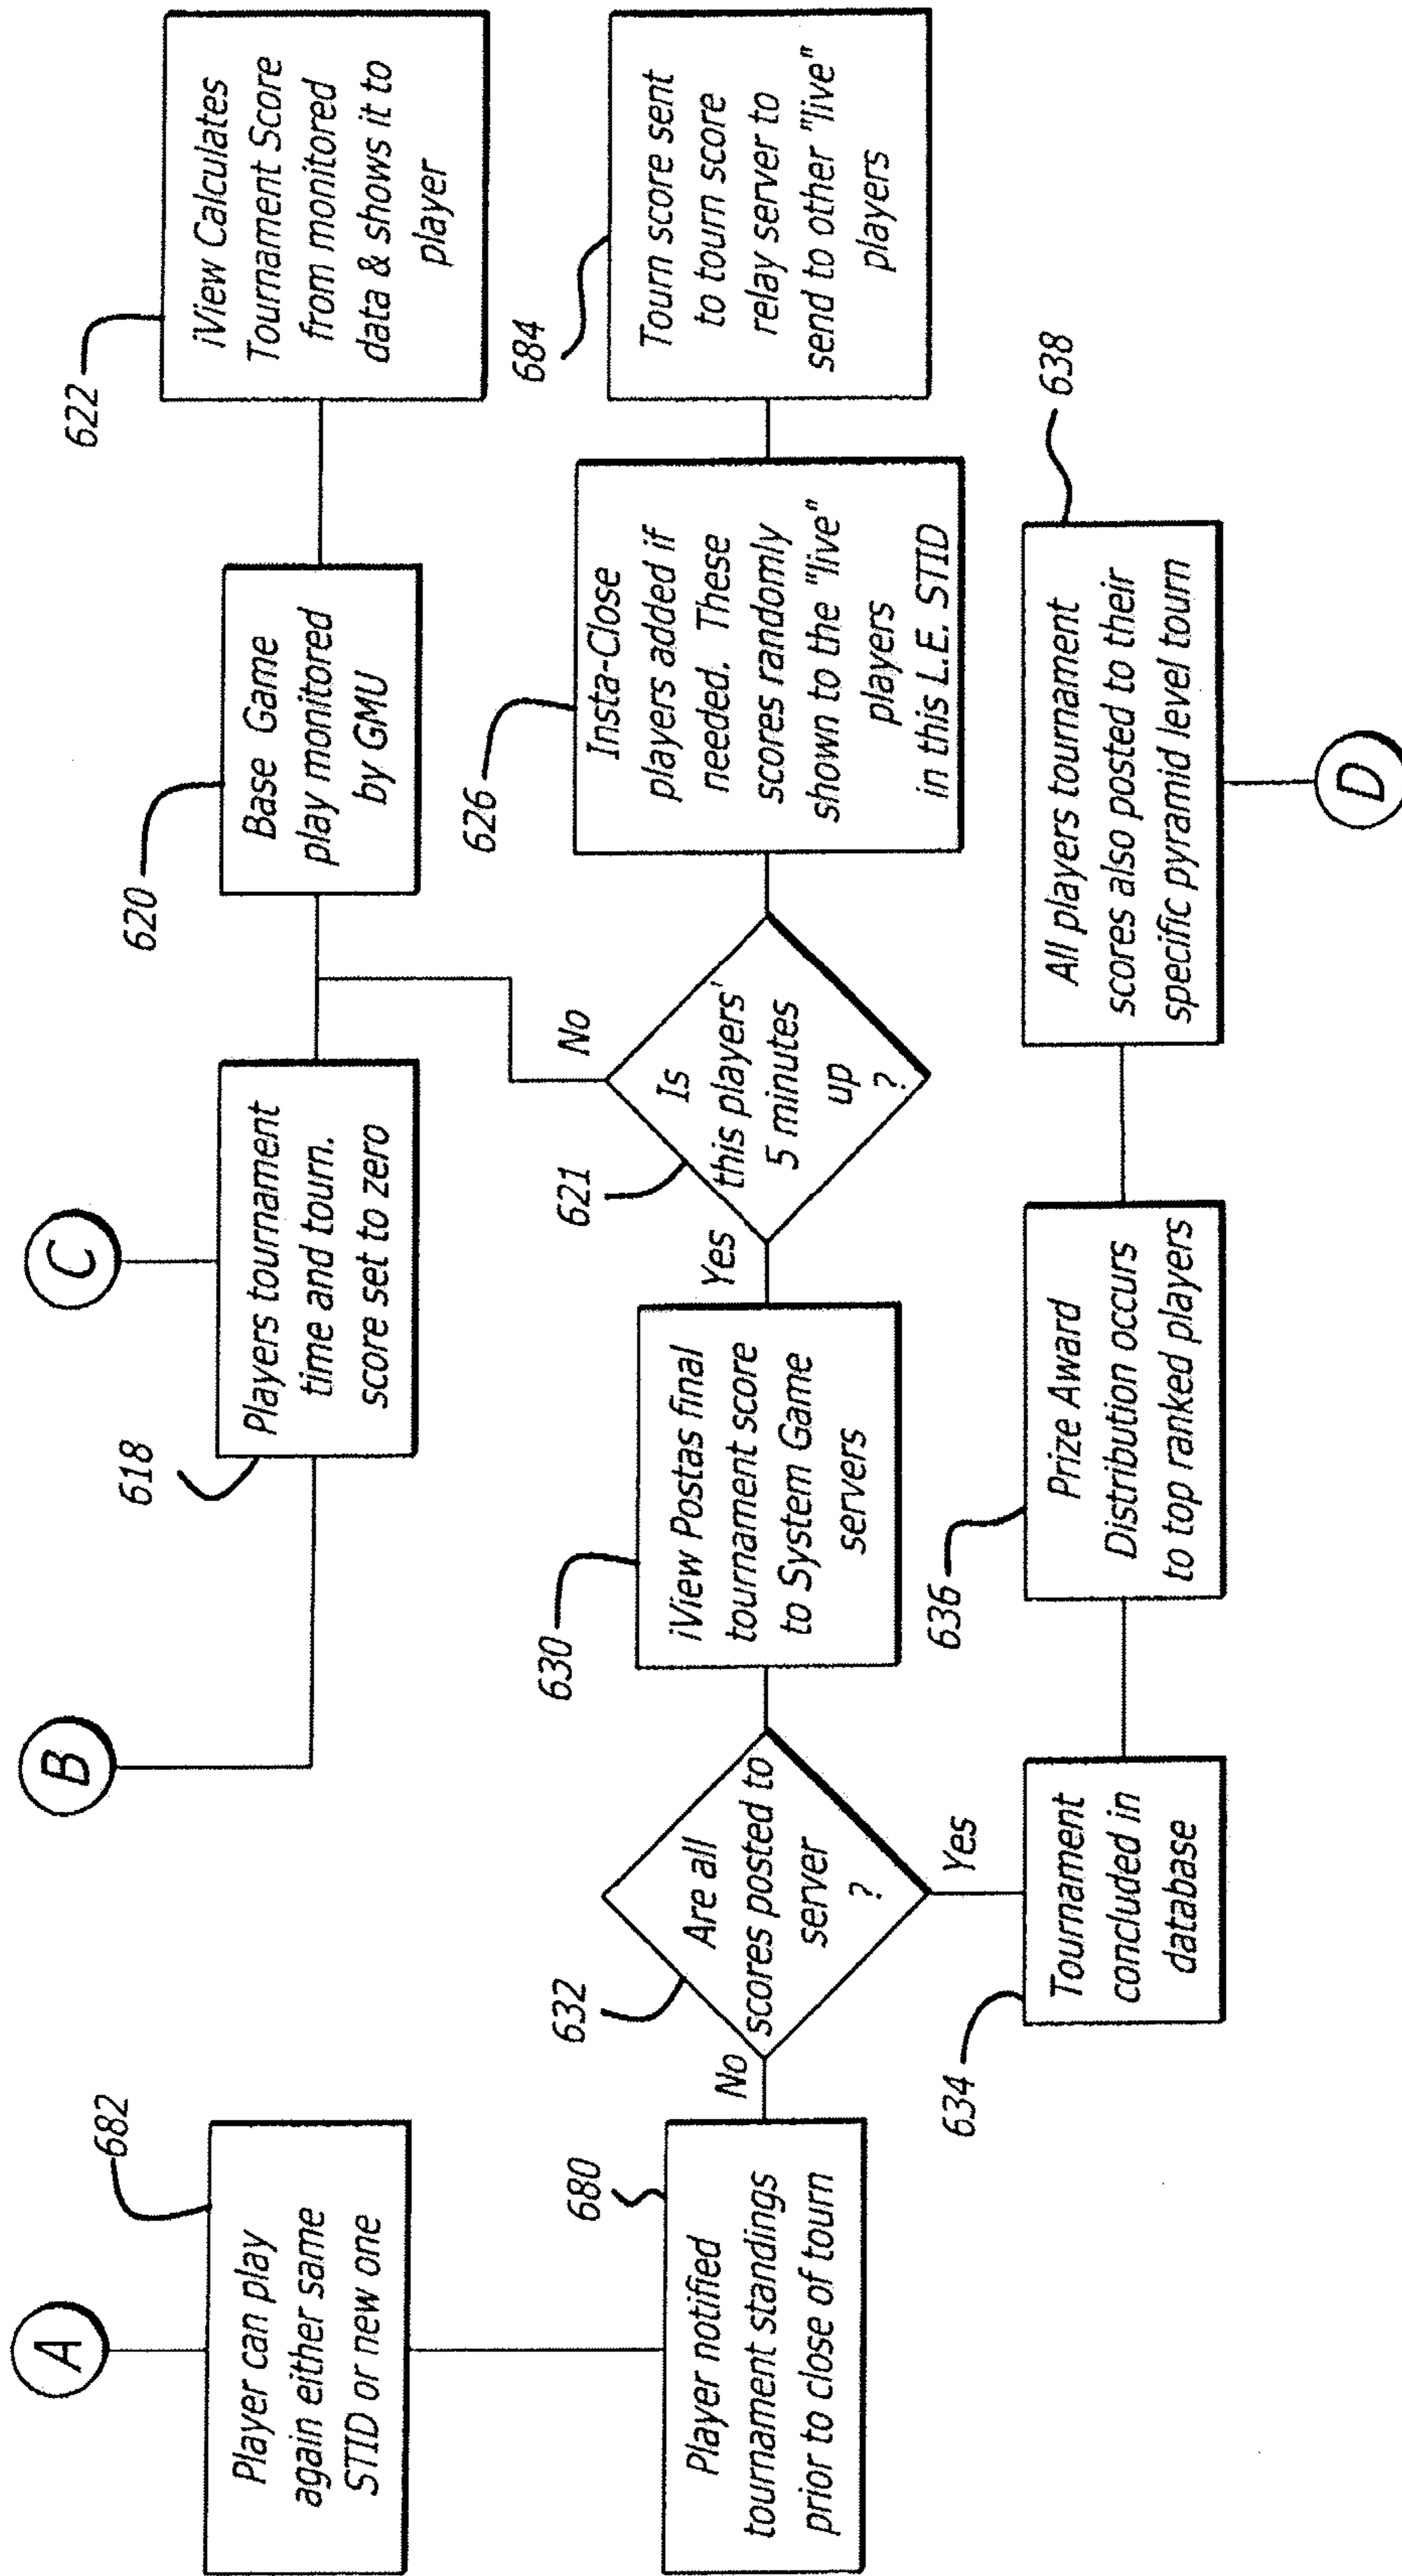 A
B
C
682
Player can play
again either same
STID or new one
618
Players tournament
time and tourn.
score set to zero
620
Base Game
play monitored
by GMU
622
iView Calculates
Tournament Score
from monitored
data & shows it to
player
680
Player notified
tournament standings
prior to close of tourn
No
632
Are all
scores posted to
server
?
Yes
630
iView Postas final
tournament score
to System Game
servers
Yes
621
Is
this players'
5 minutes
up
?
No
626
Insta-Close
players added if
needed. These
scores randomly
shown to the "live"
players
in this L.E. STID
684
Tourn score sent
to tourn score
relay server to
send to other "live"
players
634
Tournament
concluded in
database
636
Prize Award
Distribution occurs
to top ranked players
638
All players tournament
scores also posted to their
specific pyramid level tourn
D